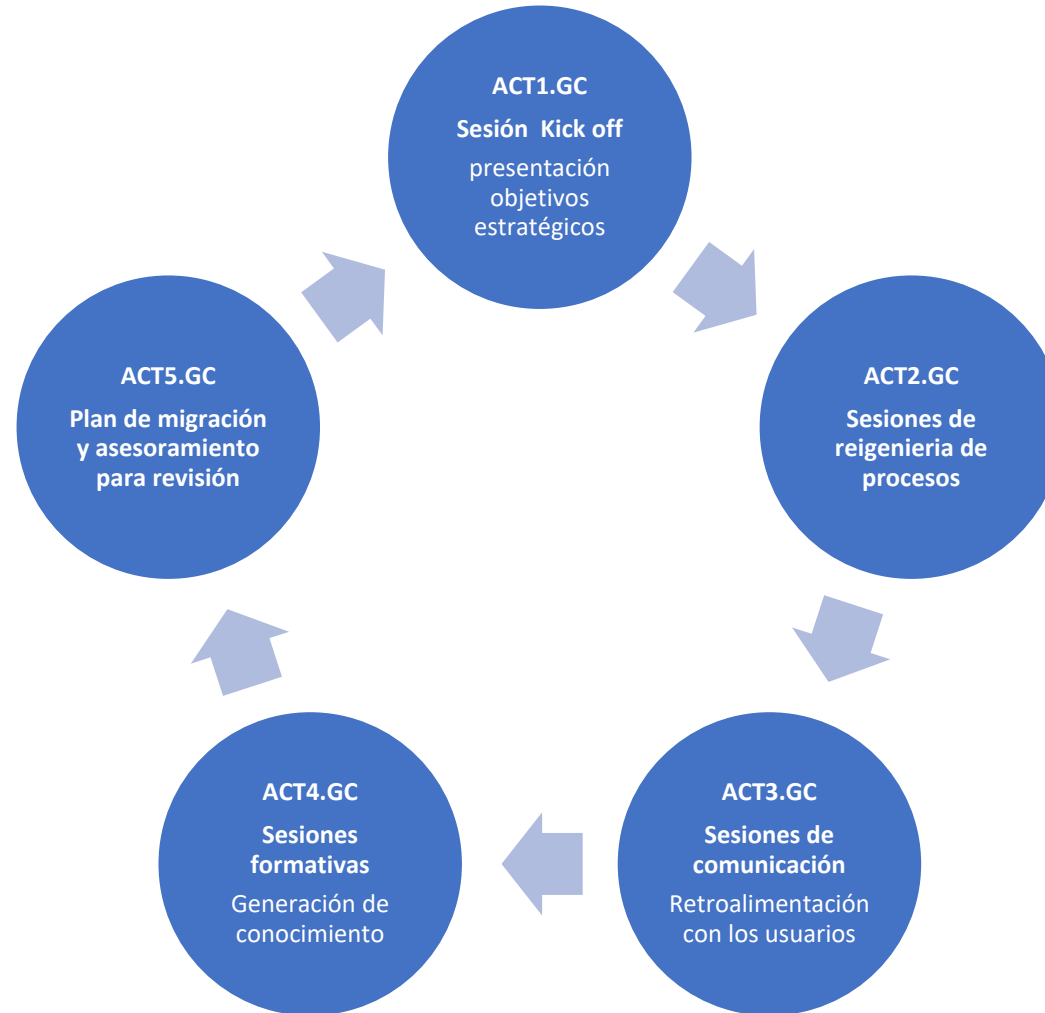 ACT1.GC
Sesión Kick off
presentación
objetivos
estratégicos
ACT2.GC
Sesiones de
reigenieria de
procesos
ACT3.GC
Sesiones de
comunicación
Retroalimentación
con los usuarios
ACT4.GC
Sesiones
formativas
Generación de
conocimiento
ACT5.GC
Plan de migración
y asesoramiento
para revisión